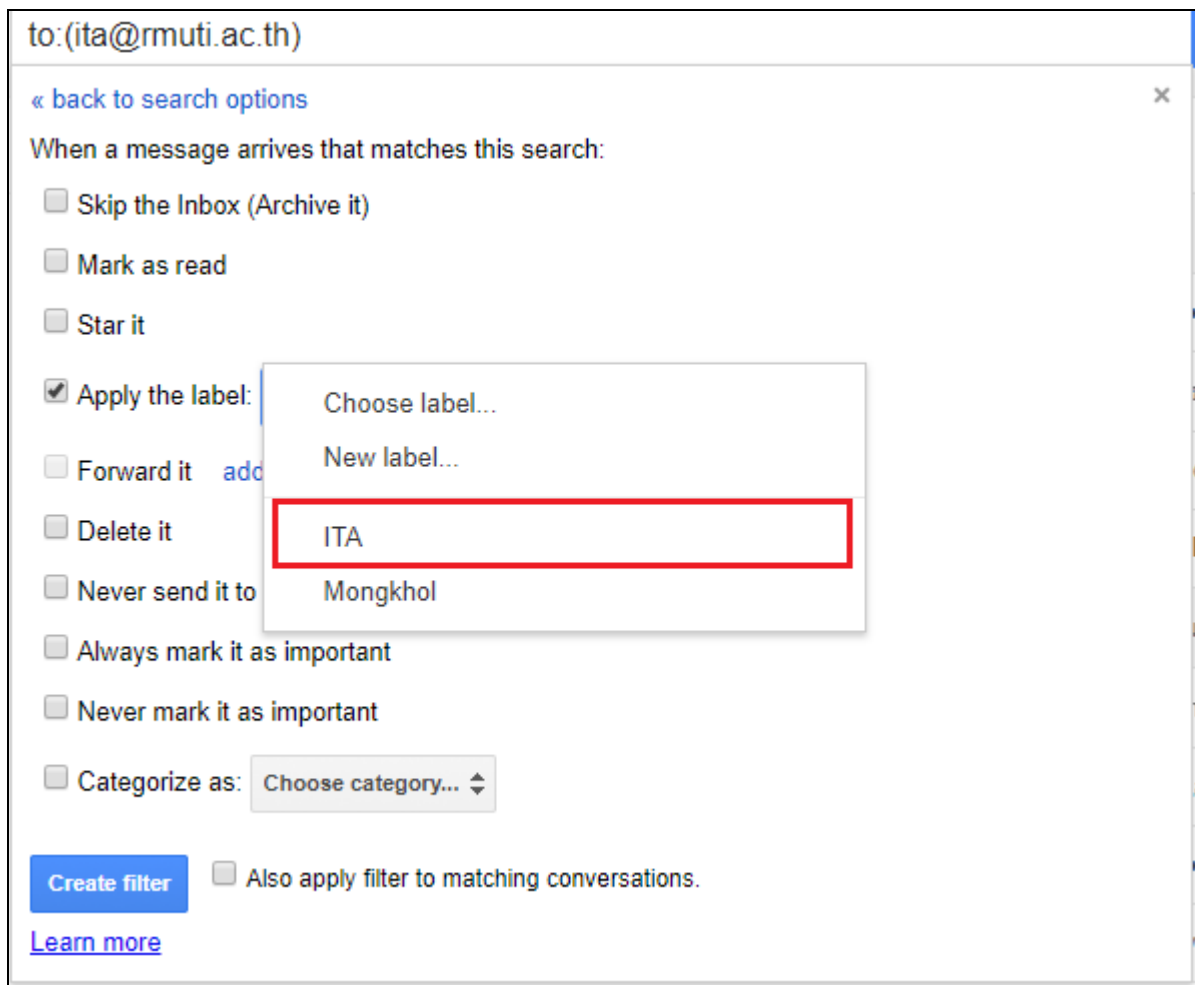 to:(ita@rmuti.ac.th)
« back to search options ×
When a message arrives that matches this search:
Skip the Inbox (Archive it)
Mark as read
Star it
Apply the label:
Choose label...
New label...
ITA
Mongkhol
Forward it add
Delete it
Never send it to
Always mark it as important
Never mark it as important
Categorize as: Choose category...
Create filter Also apply filter to matching conversations.
Learn more